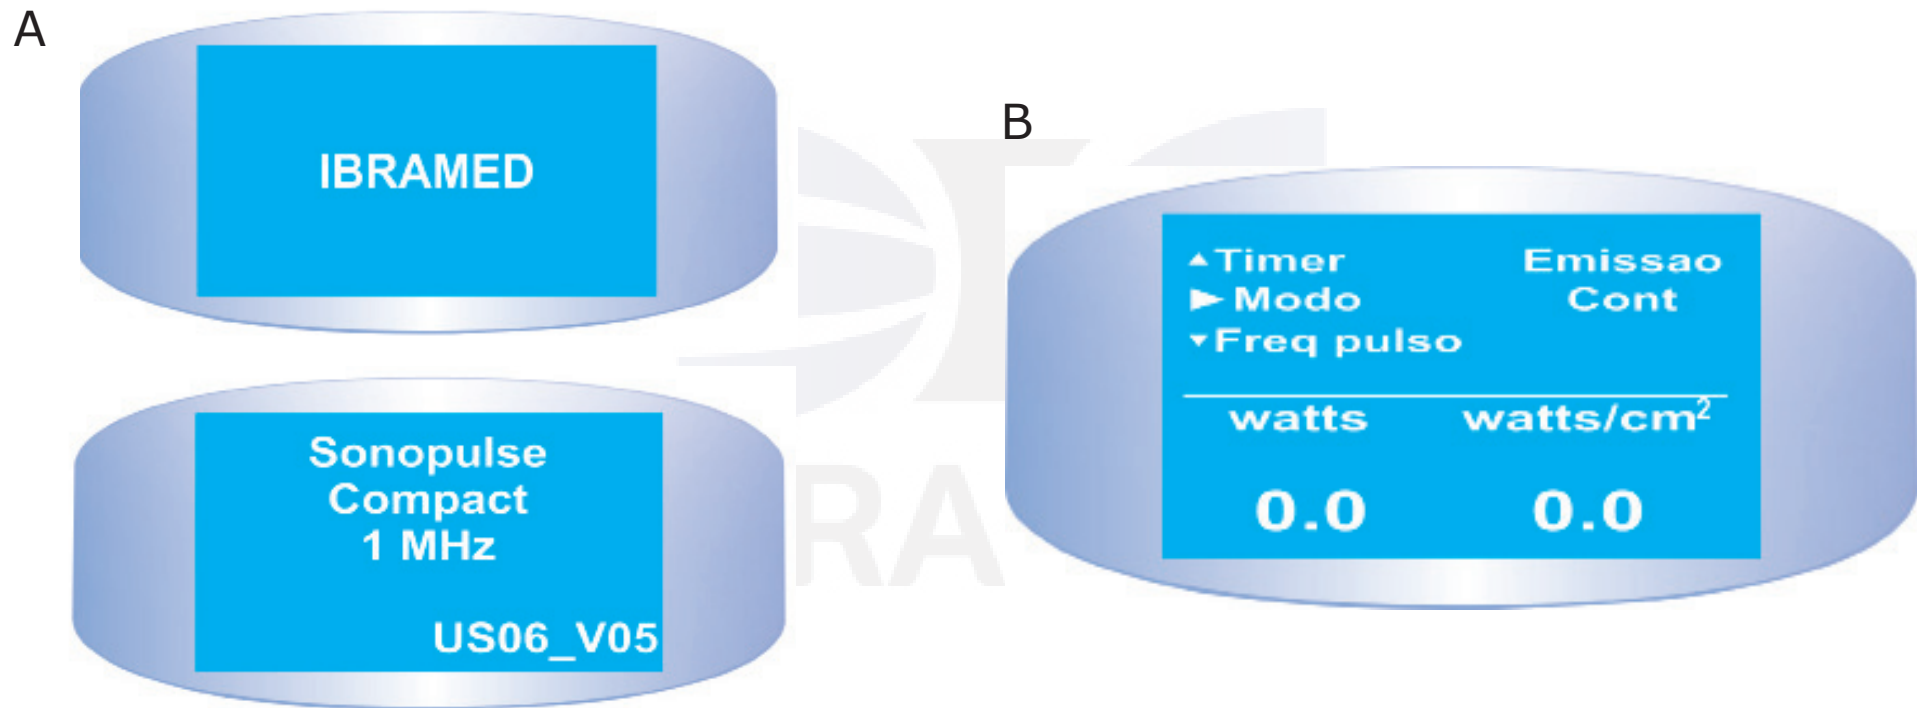 A
IBRAMED
Sonopulse
Compact
1 MHz
US06_V05
B
▲Timer Emissao
►Modo Cont
▼Freq pulso
watts watts/cm²
0.0 0.0
RA